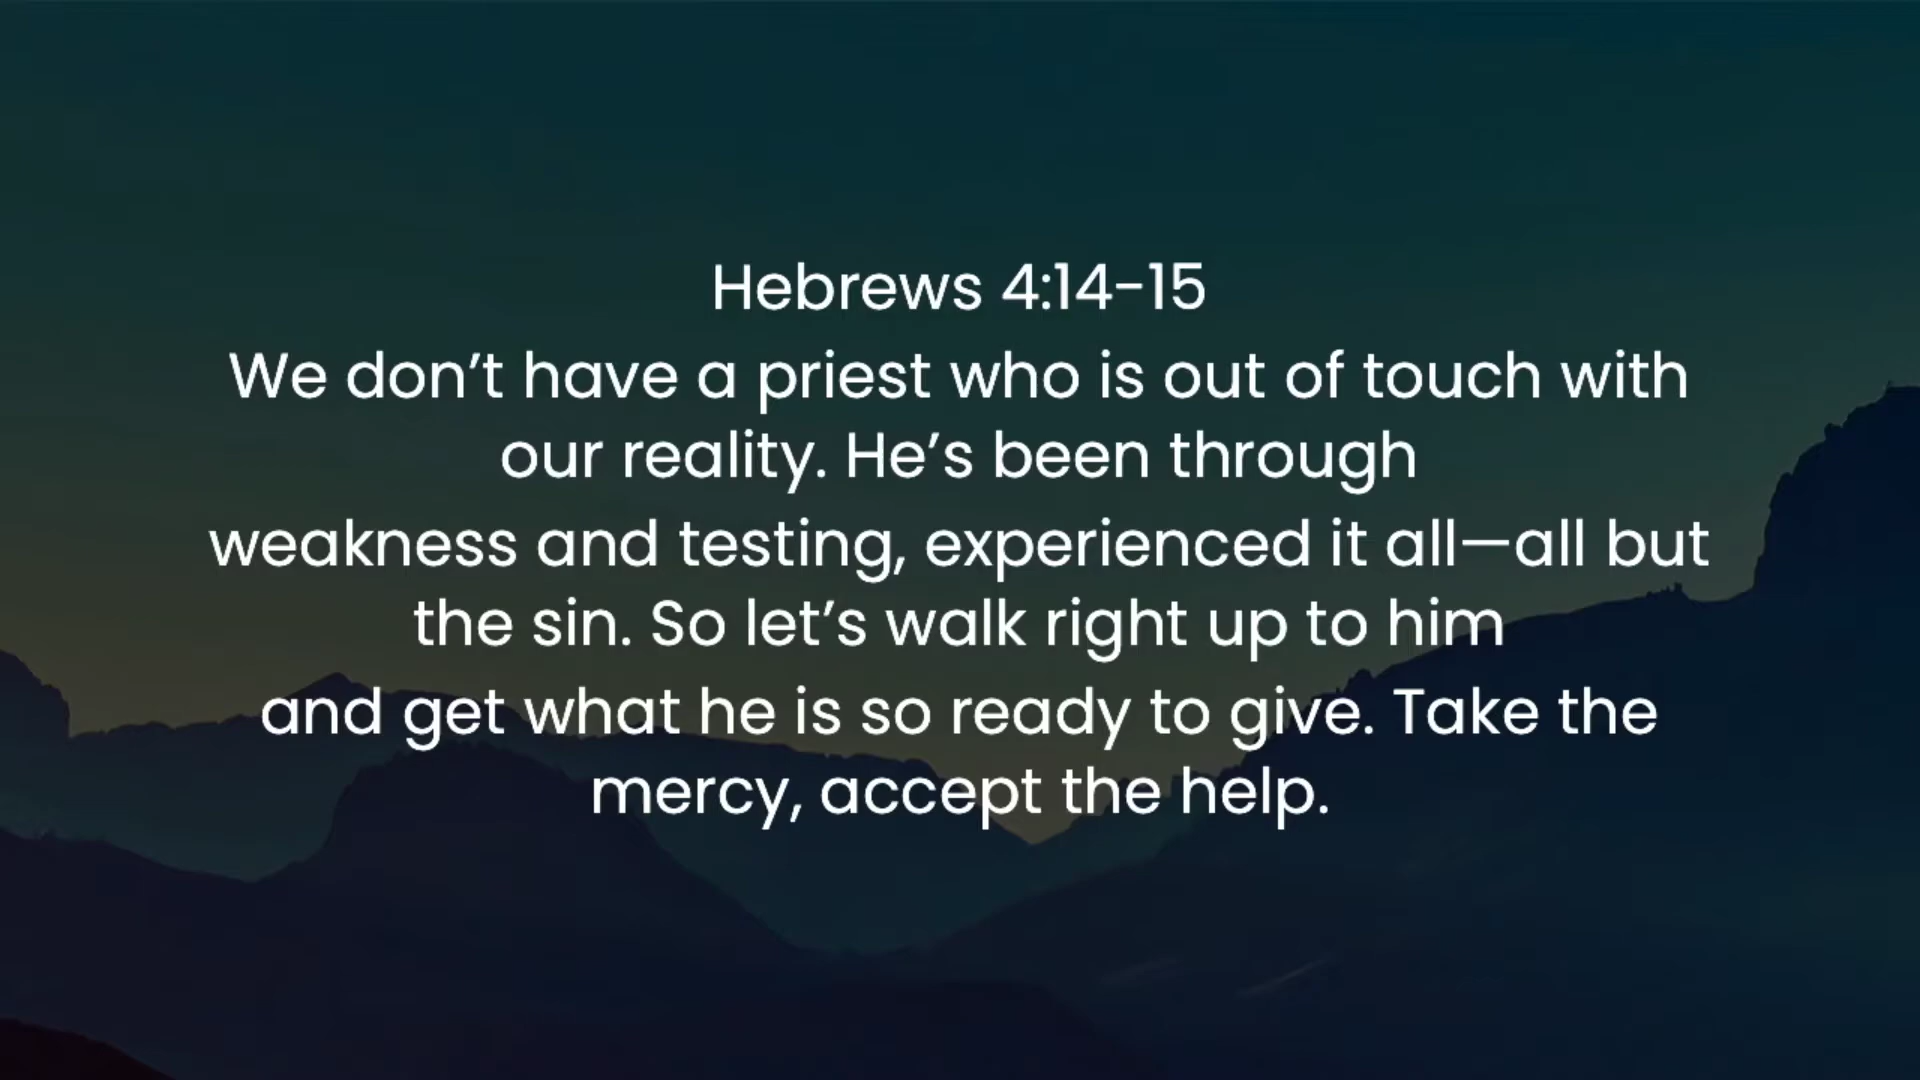 Hebrews 4:14-15
We don’t have a priest who is out of touch with
our reality. He’s been through
weakness and testing, experienced it all—all but
the sin. So let’s walk right up to him
and get what he is so ready to give. Take the
mercy, accept the help.